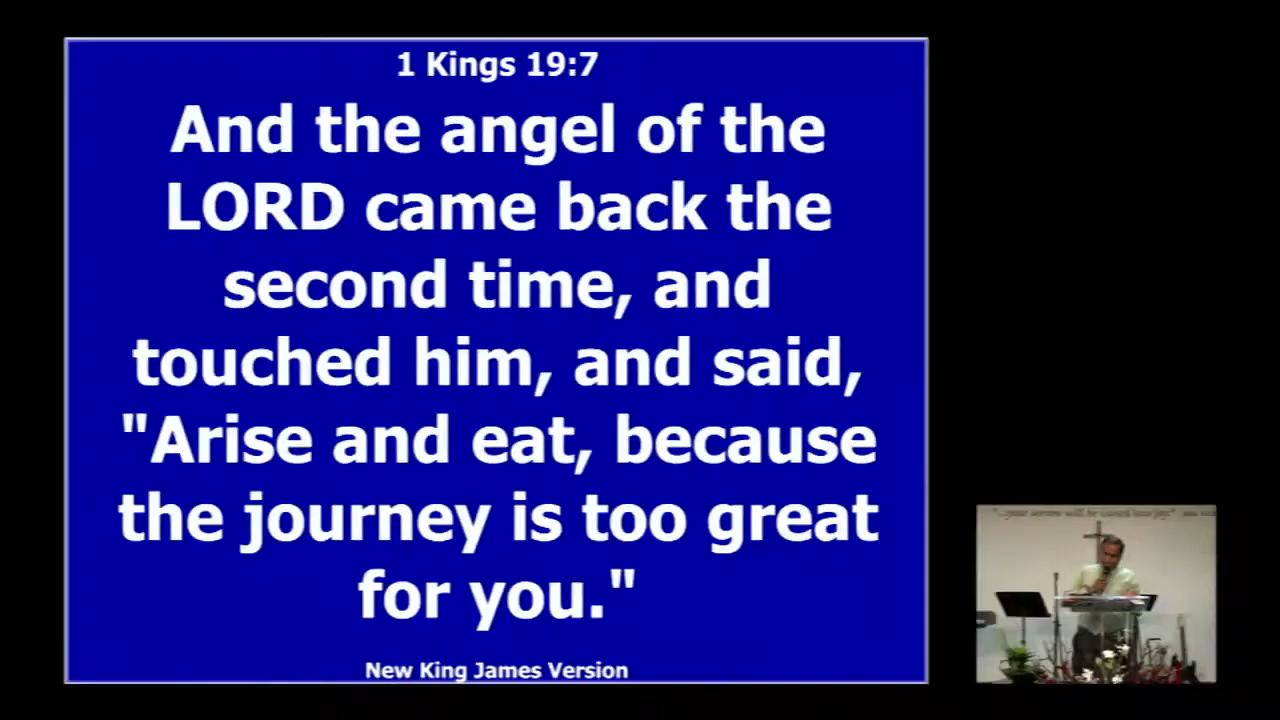 1 Kings 19:7
And the angel of the
LORD came back the
second time, and
touched him, and said,
"Arise and eat, because
the journey is too great
for you."
New King James Version